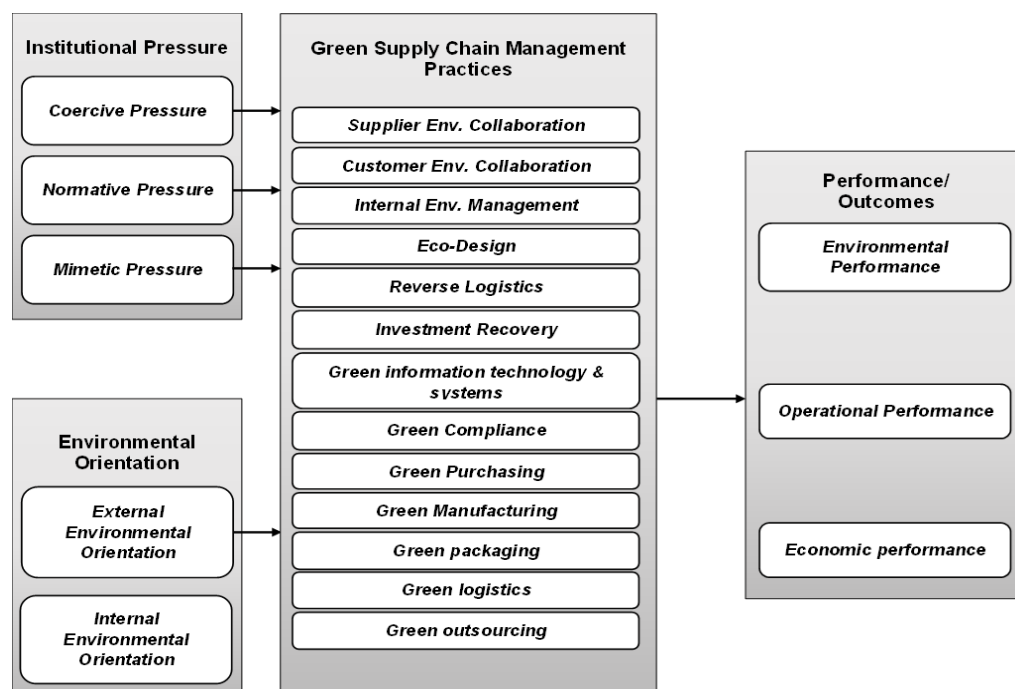 Institutional Pressure
Coercive Pressure
Normative Pressure
Mimetic Pressure
Environmental
Orientation
External
Environmental
Orientation
Internal
Environmental
Orientation
Green Supply Chain Management
Practices
Supplier Env. Collaboration
Customer Env. Collaboration
Internal Env. Management
Eco-Design
Reverse Logistics
Investment Recovery
Green information technology &
systems
Green Compliance
Green Purchasing
Green Manufacturing
Green packaging
Green logistics
Green outsourcing
Performance/
Outcomes
Environmental
Performance
Operational Performance
Economic performance